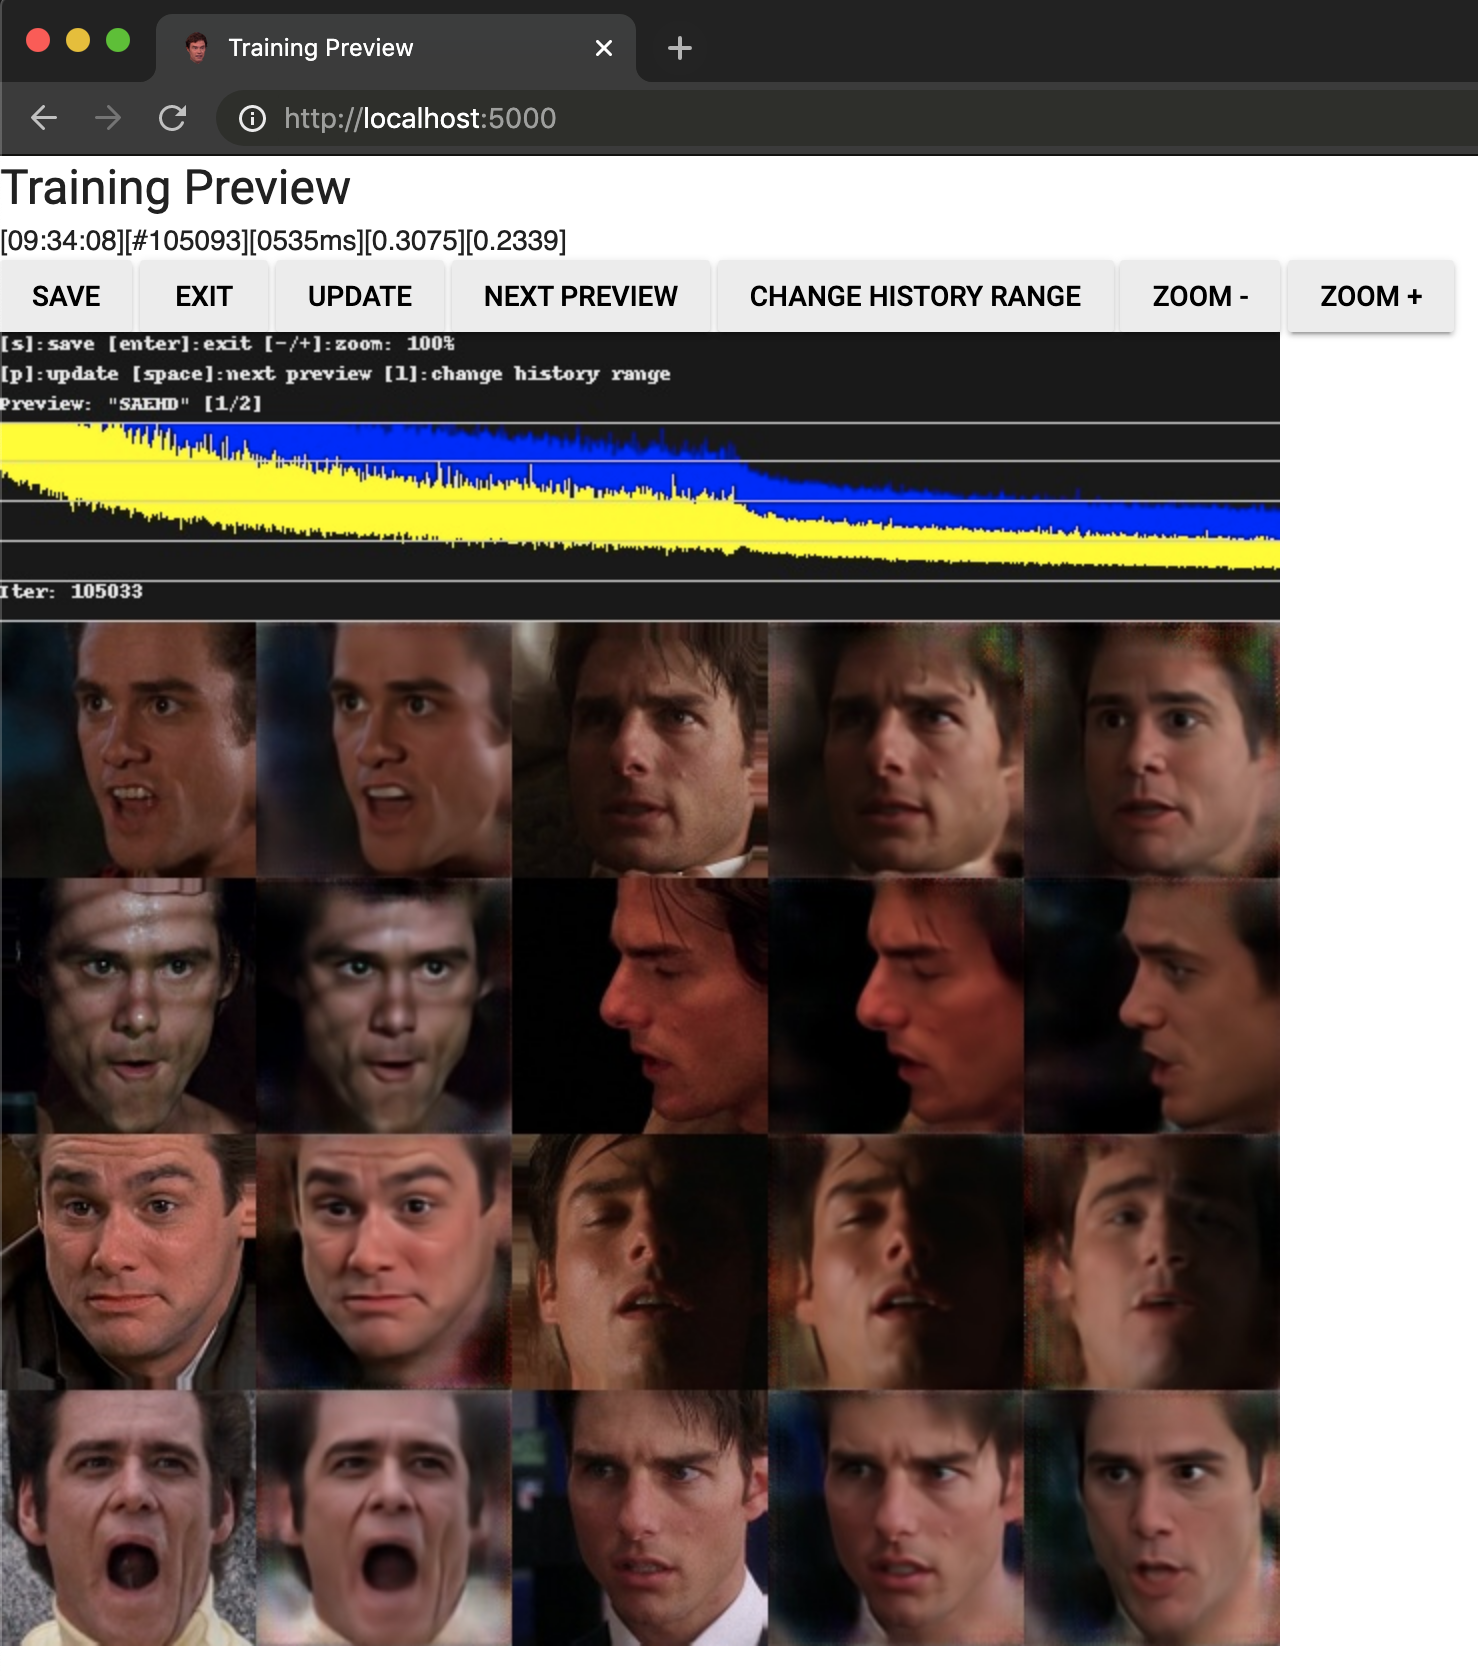 Training Preview
http://localhost:5000
Training Preview
[09:34:08][#105093][0535ms][0.3075][0.2339]
SAVE EXIT UPDATE NEXT PREVIEW CHANGE HISTORY RANGE ZOOM - ZOOM +
[s]:save [enter]:exit [-/+]:zoom: 100%
[p]:update [space]:next preview [l]:change history range
Preview: "SAEHD" [1/2]
Iter: 105033